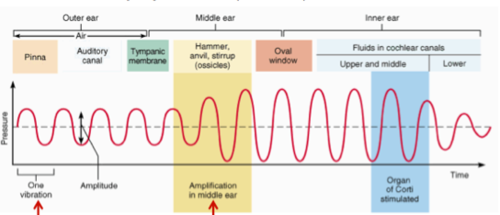 Outer ear
Middle ear
Inner ear
Air
Pinna
Auditory
canal
Tympanic
membrane
Hammer,
anvil, stirrup
(ossicles)
Oval
window
Fluids in cochlear canals
Upper and middle
Lower
Pressure
Time
One
vibration
Amplitude
Amplification
in middle ear
Organ
of Corti
stimulated